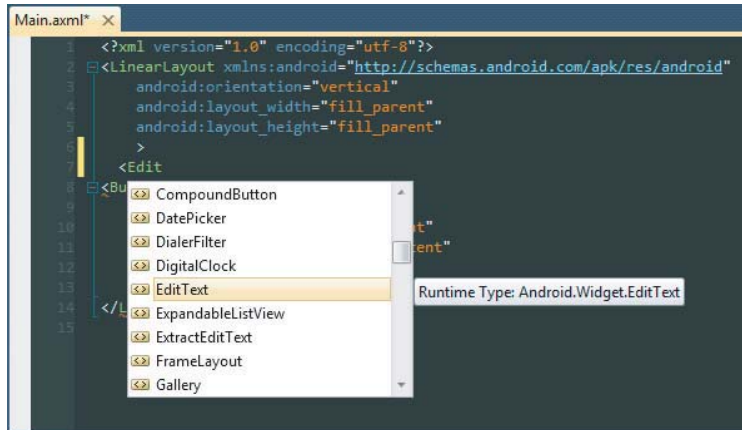 Main.axml*
1 <?xml version="1.0" encoding="utf-8"?>
2 <LinearLayout xmlns:android="http://schemas.android.com/apk/res/android"
3 android:orientation="vertical"
4 android:layout_width="fill_parent"
5 android:layout_height="fill_parent"
6 >
7 <Edit
8 <Bu
CompoundButton
9
DatePicker
10 t"
DialerFilter
11 ent"
DigitalClock
12
13
EditText Runtime Type: Android.Widget.EditText
14 </L
ExpandableListView
15
ExtractEditText
FrameLayout
Gallery